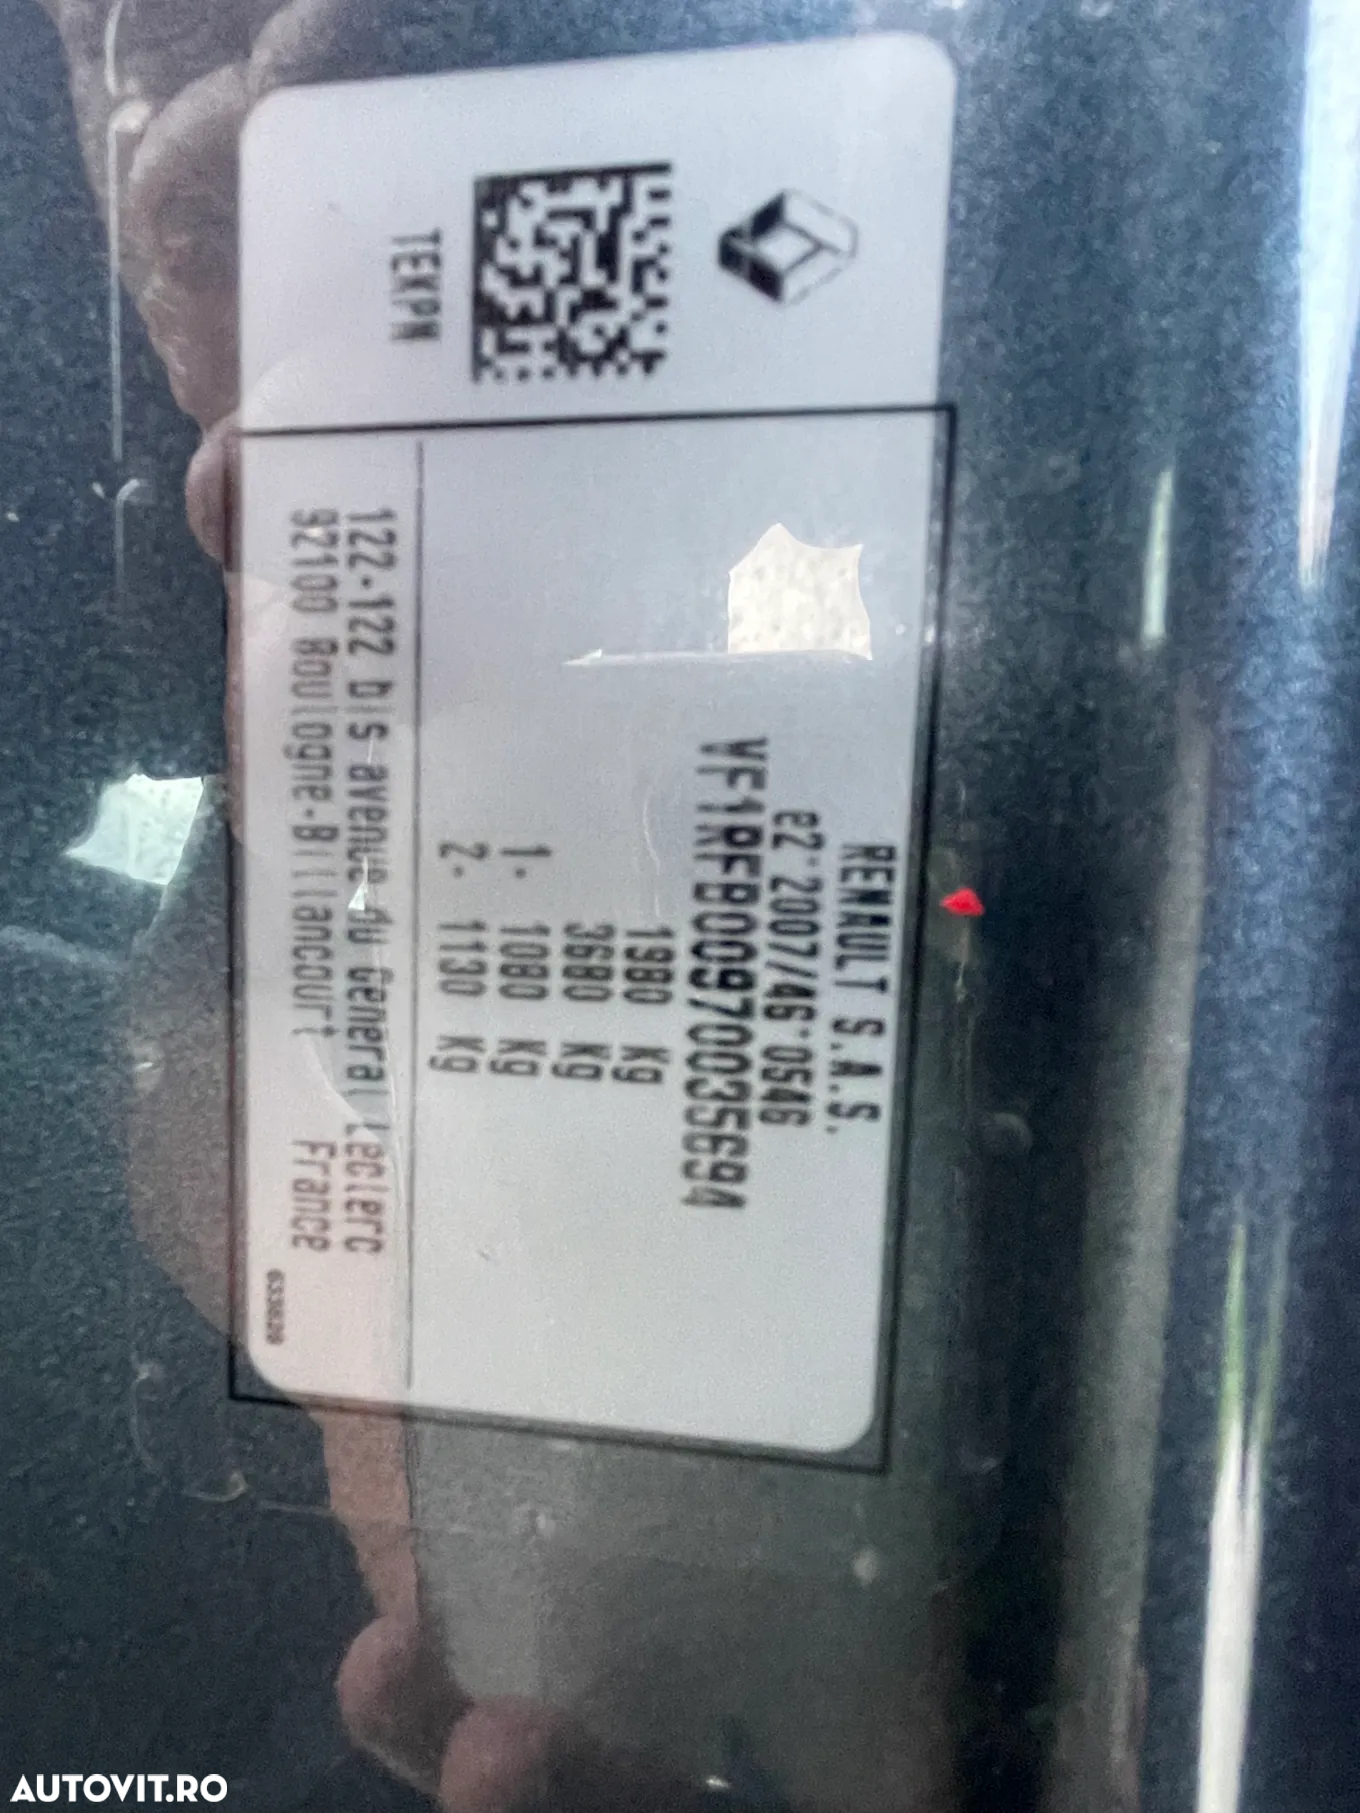 RENAULT S.A.S.
e2*2007/46*0546
VF1RFB00970035694
1980 Kg
3680 Kg
1- 1080 Kg
2- 1130 Kg
122-122 bis avenue du General Leclerc
92100 Boulogne-Billancourt France
TEKPN
AUTOVIT.RO